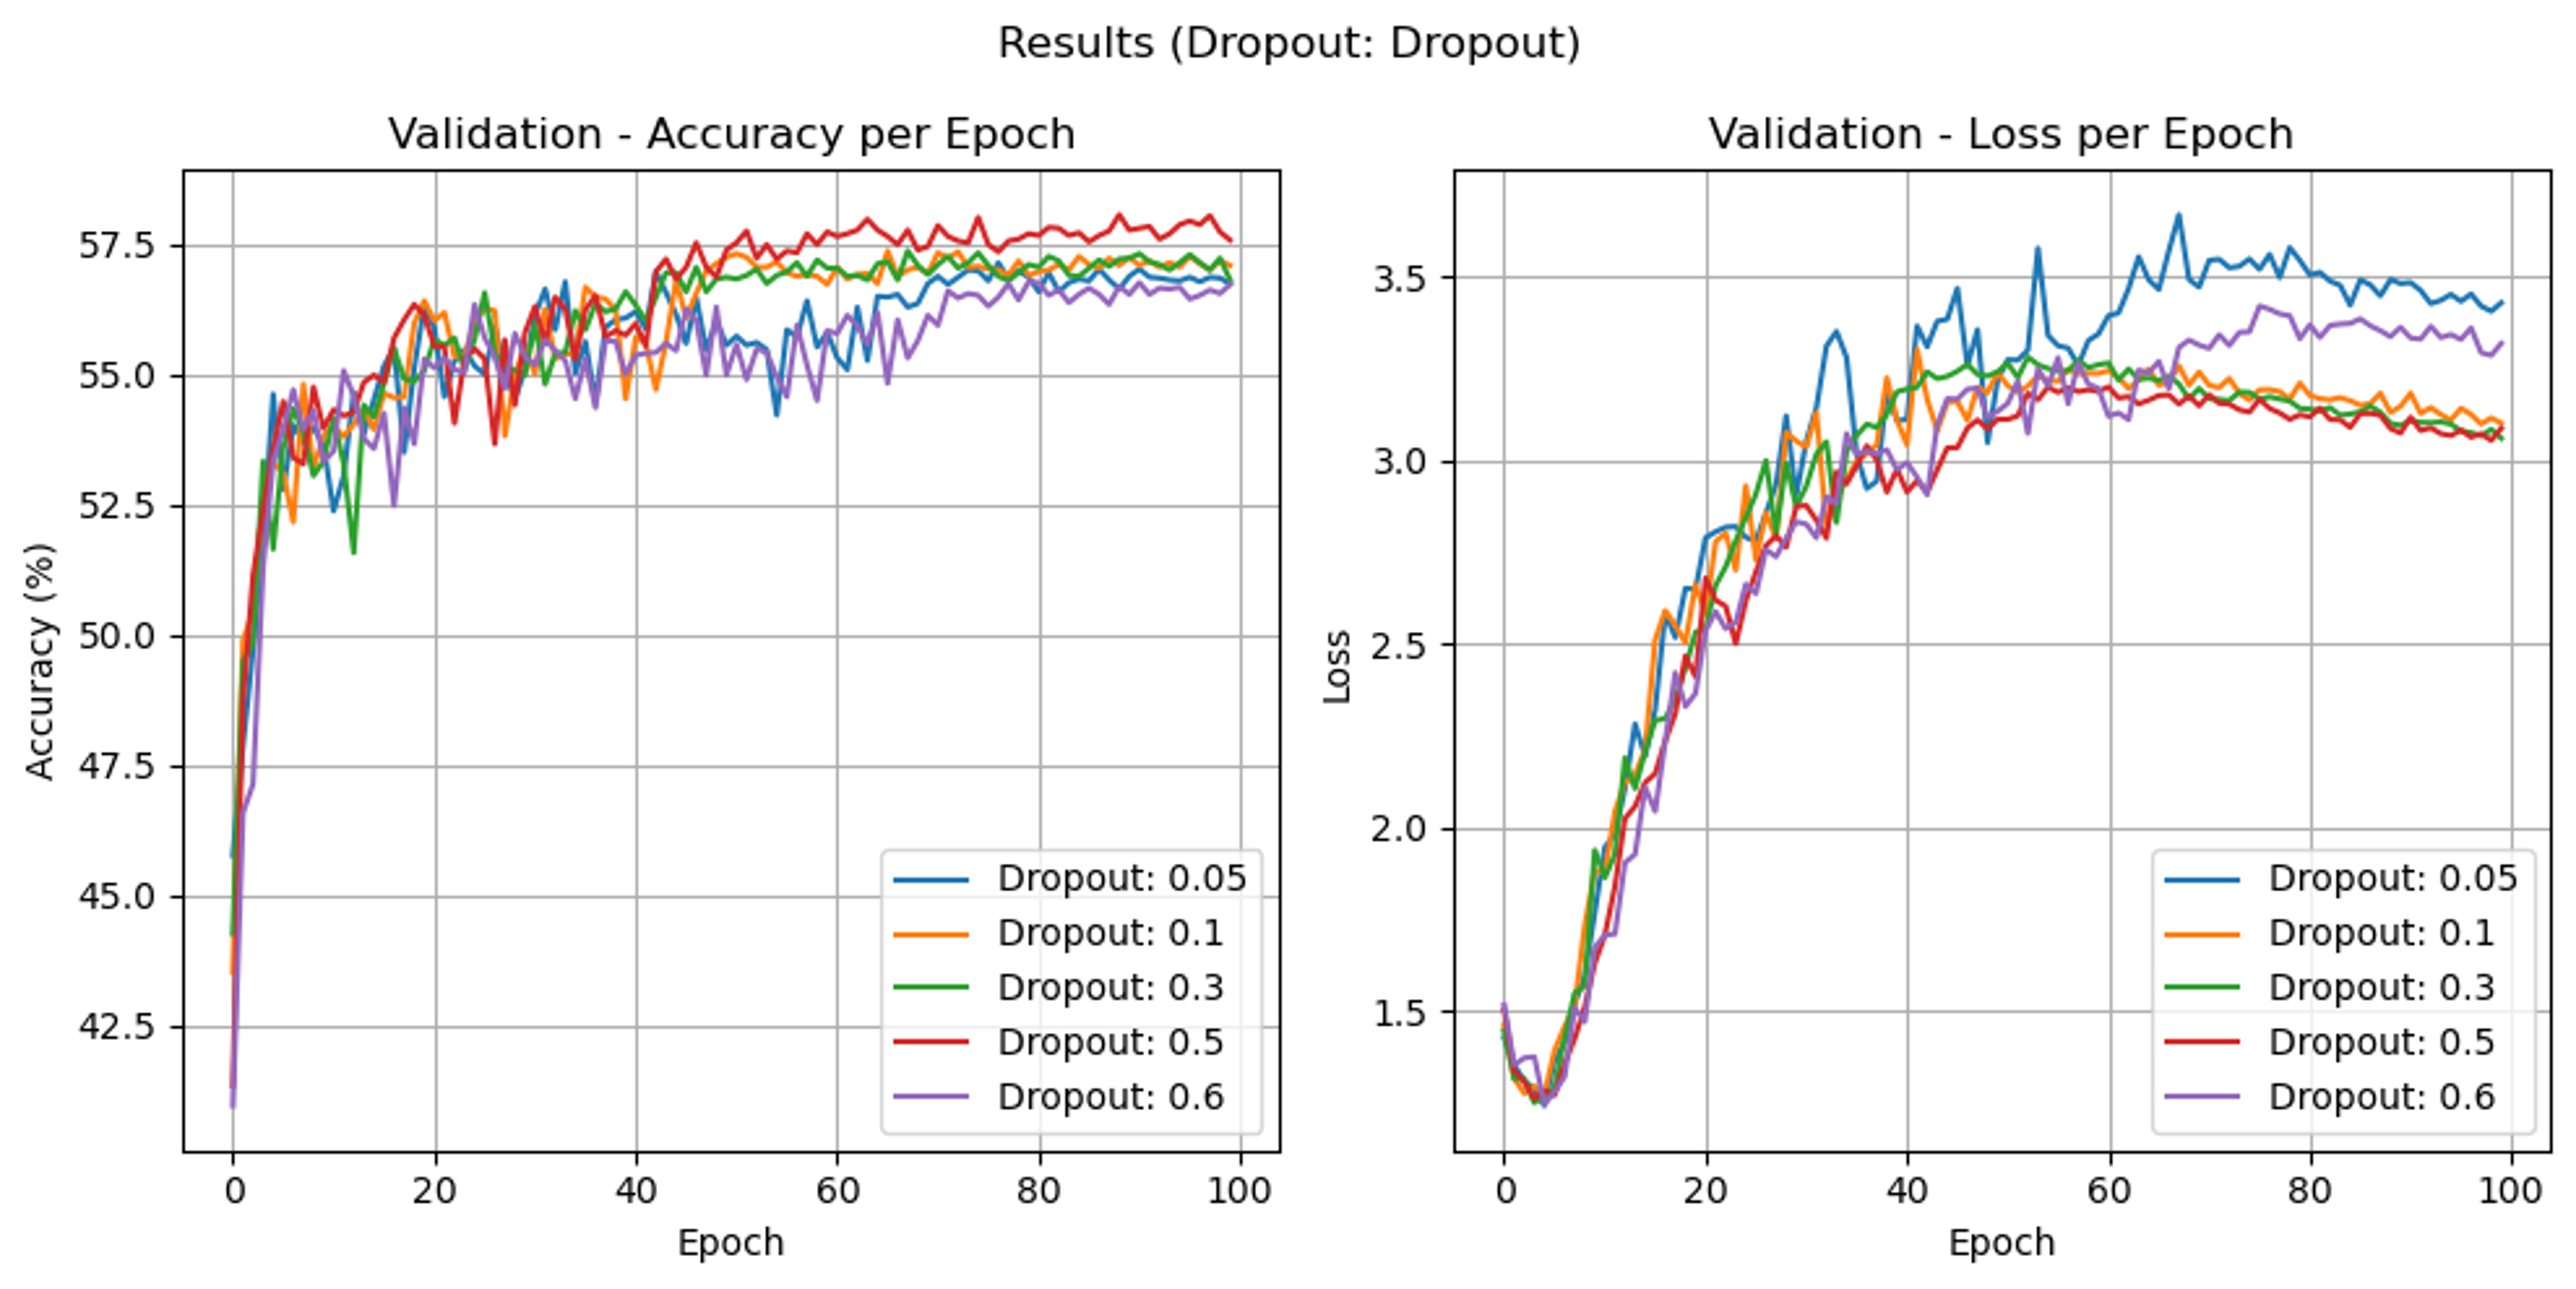 Results (Dropout: Dropout)
Validation - Accuracy per Epoch
Accuracy (%)
57.5
55.0
52.5
50.0
47.5
45.0
42.5
0 20 40 60 80 100
Epoch
Dropout: 0.05
Dropout: 0.1
Dropout: 0.3
Dropout: 0.5
Dropout: 0.6
Validation - Loss per Epoch
Loss
3.5
3.0
2.5
2.0
1.5
0 20 40 60 80 100
Epoch
Dropout: 0.05
Dropout: 0.1
Dropout: 0.3
Dropout: 0.5
Dropout: 0.6